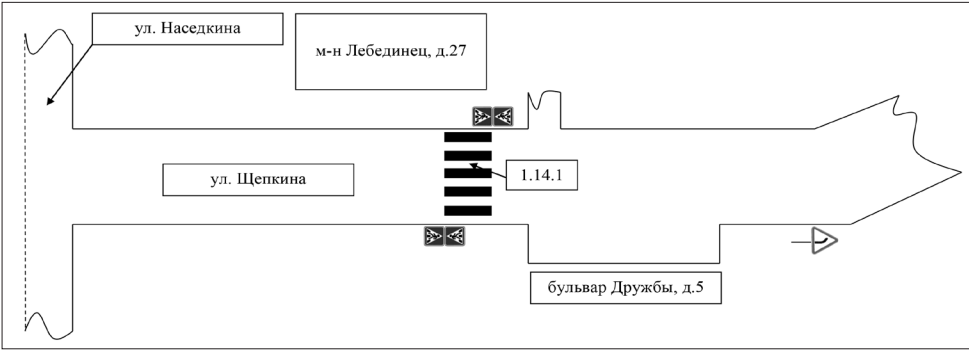 ул. Наседкина
м-н Лебединец, д.27
ул. Щепкина
1.14.1
бульвар Дружбы, д.5